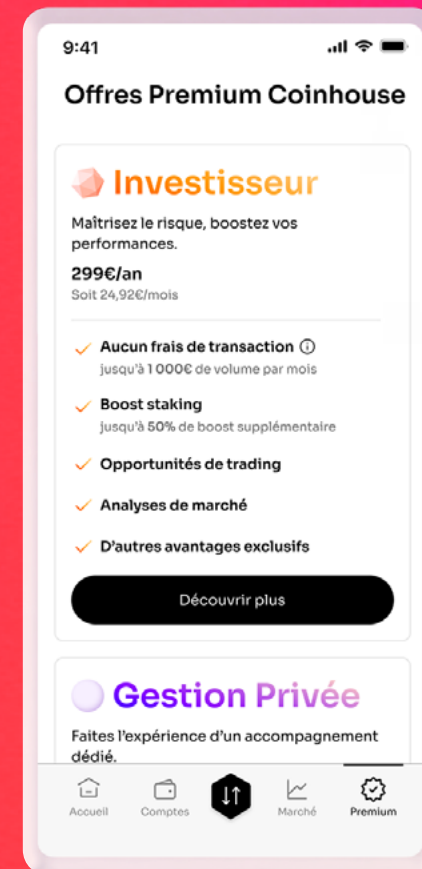 9:41
Offres Premium Coinhouse
Investisseur
Maîtrisez le risque, boostez vos
performances.
299€/an
Soit 24,92€/mois
Aucun frais de transaction
jusqu'à 1 000€ de volume par mois
Boost staking
jusqu'à 50% de boost supplémentaire
Opportunités de trading
Analyses de marché
D'autres avantages exclusifs
Découvrir plus
Gestion Privée
Faites l'expérience d'un accompagnement
dédié.
Accueil
Comptes
Marché
Premium